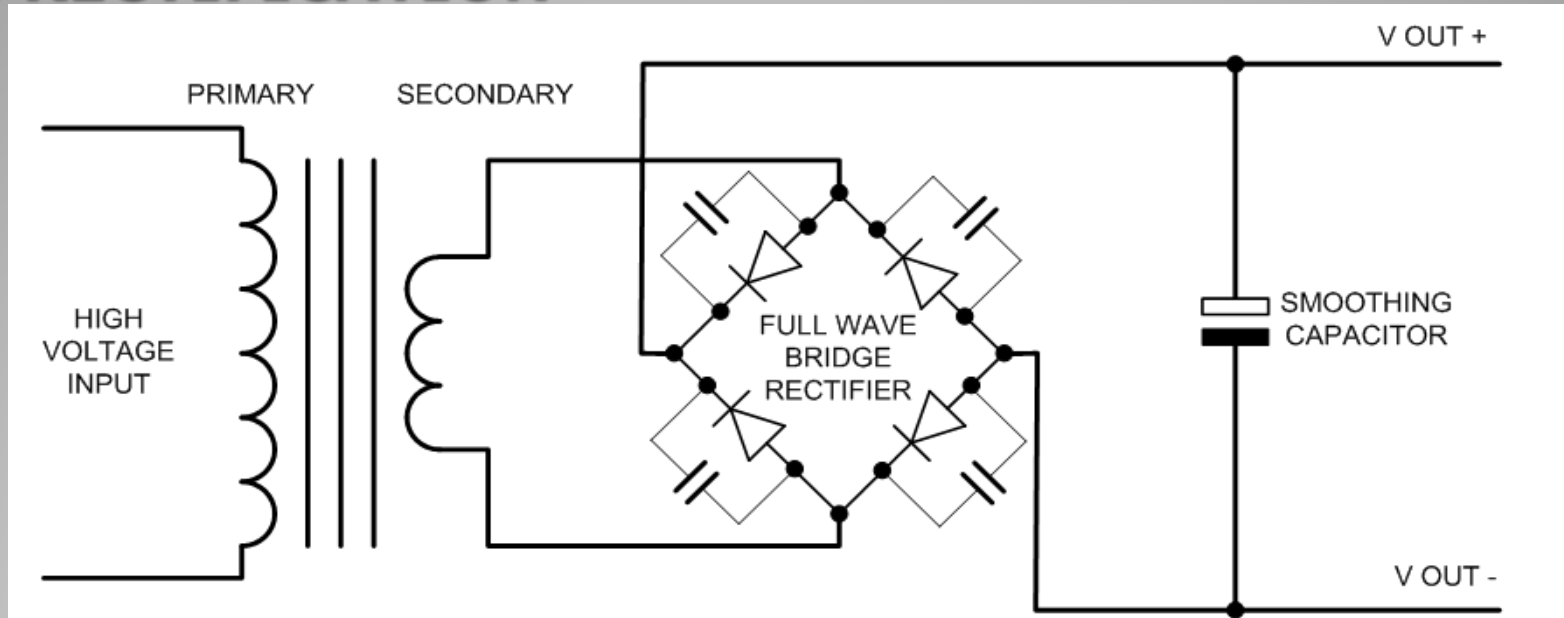 V OUT +
PRIMARY
SECONDARY
HIGH
VOLTAGE
INPUT
FULL WAVE
BRIDGE
RECTIFIER
SMOOTHING
CAPACITOR
V OUT -